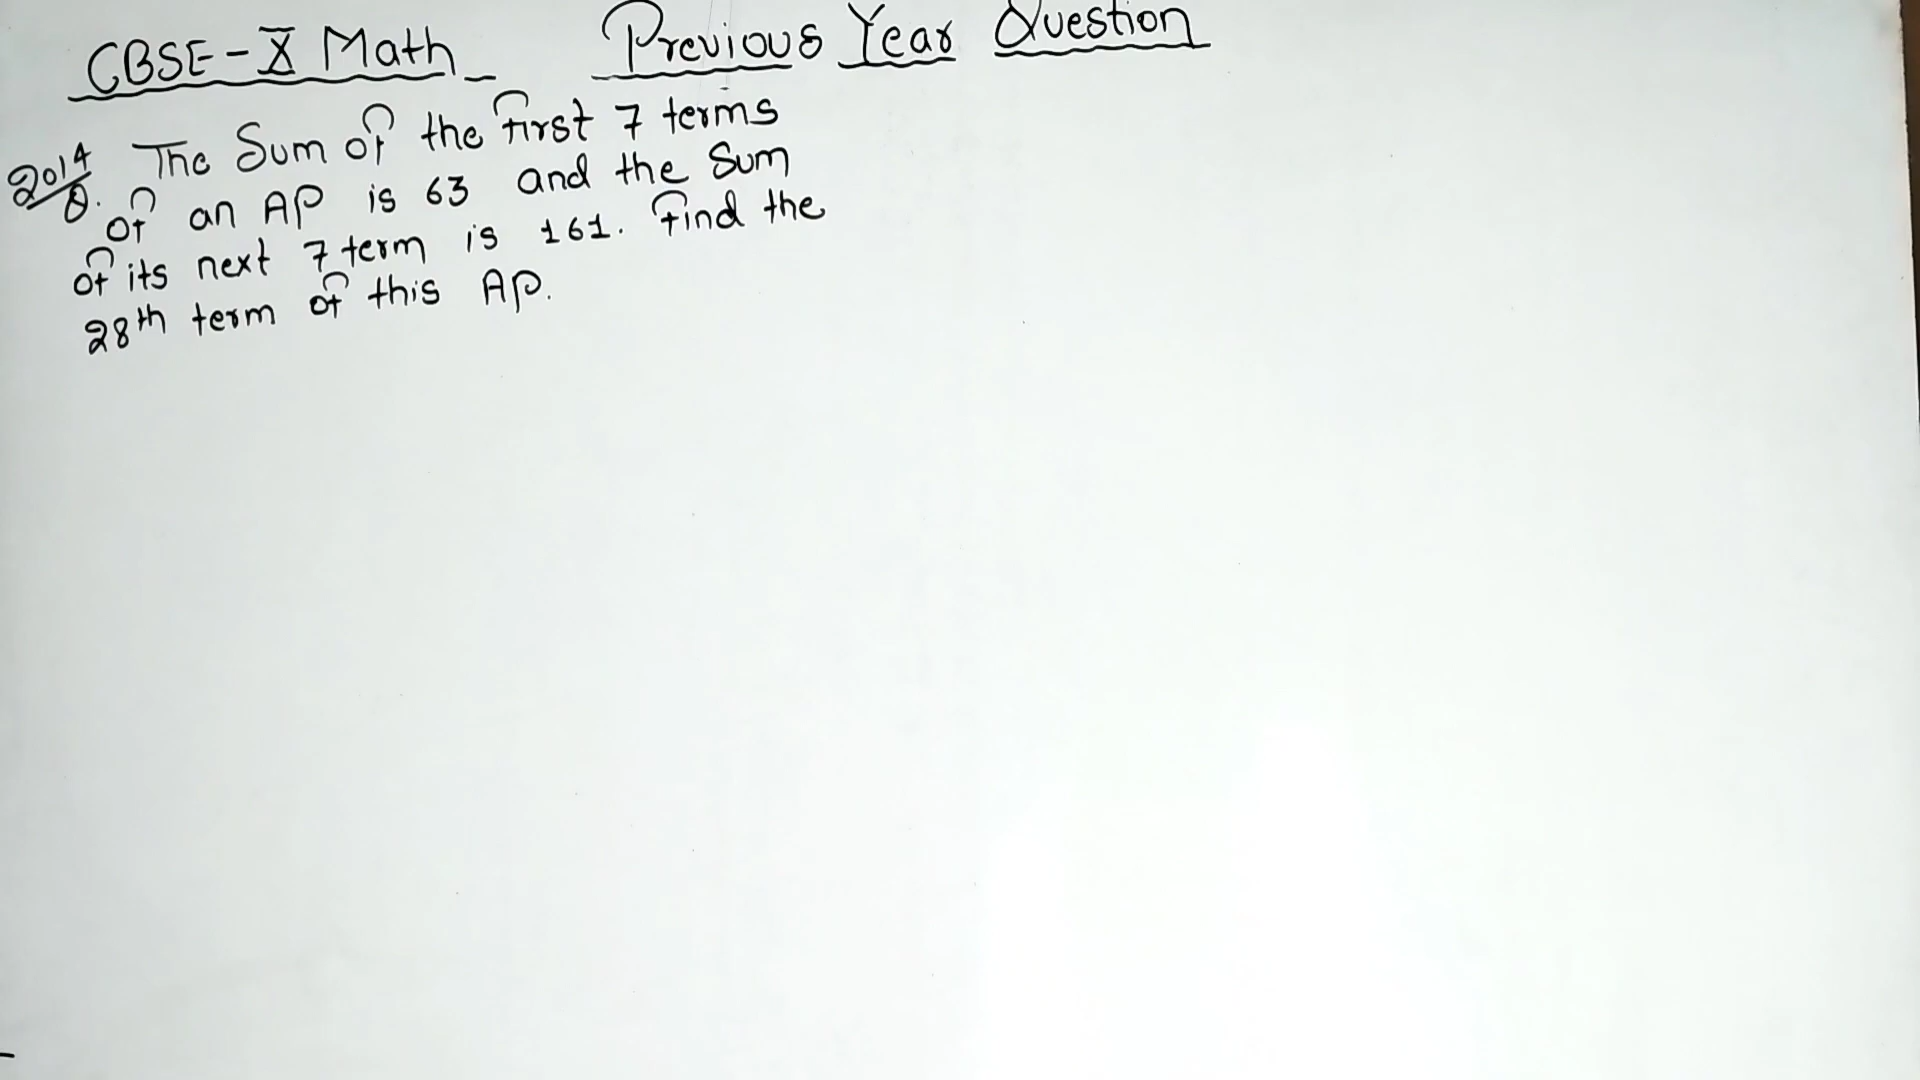 CBSE-X Math Previous Year Question
2014 The Sum of the First 7 terms
Q. of an AP is 63 and the Sum
of its next 7 term is 161. Find the
28th term of this AP.